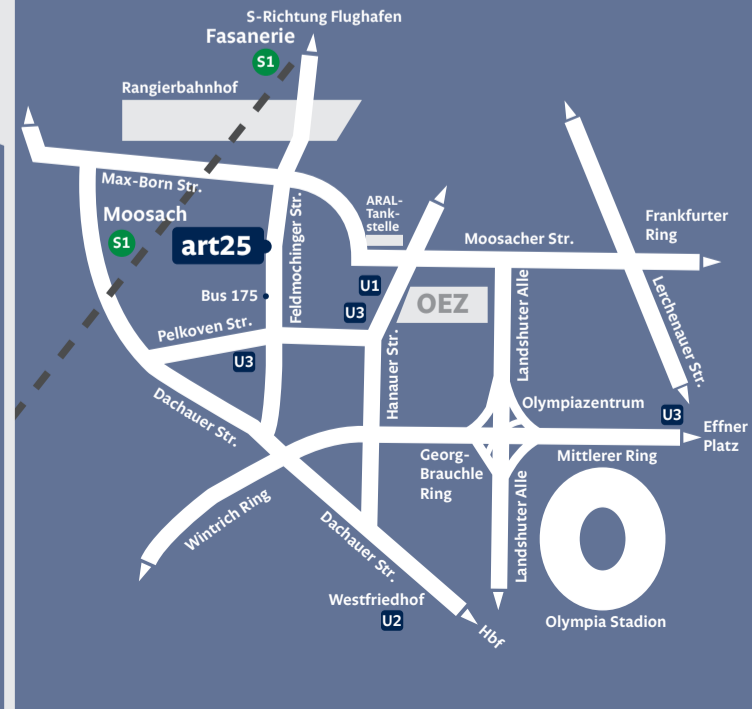 S-Richtung Flughafen
Fasanerie
S1
Rangierbahnhof
Max-Born Str.
Moosach
S1
art25
Bus 175
Feldmochinger Str.
ARAL-
Tank-
stelle
Moosacher Str.
Frankfurter
Ring
U1
U3
OEZ
Pelkoven Str.
U3
Hanauer Str.
Landshuter Alle
Lerchenauer Str.
Dachauer Str.
Olympiazentrum
U3
Effner
Platz
Georg-
Brauchle
Ring
Mittlerer Ring
Wintrich Ring
Dachauer Str.
Landshuter Alle
Westfriedhof
U2
Hbf
Olympia Stadion